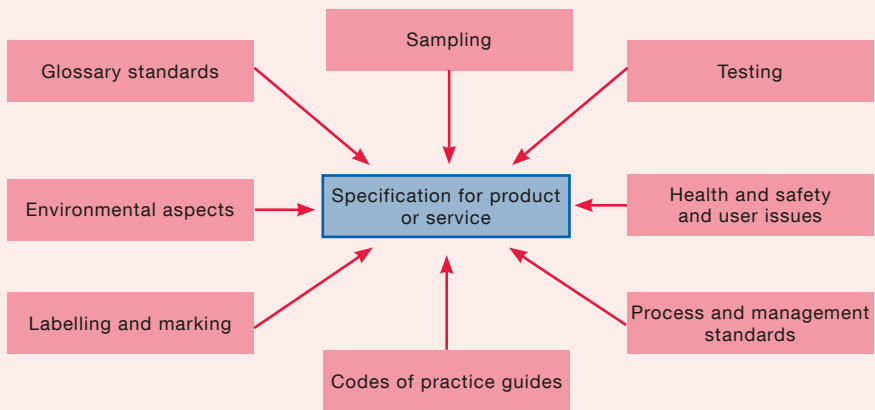 Sampling
Glossary standards
Testing
Specification for product
or service
Environmental aspects
Health and safety
and user issues
Labelling and marking
Process and management
standards
Codes of practice guides